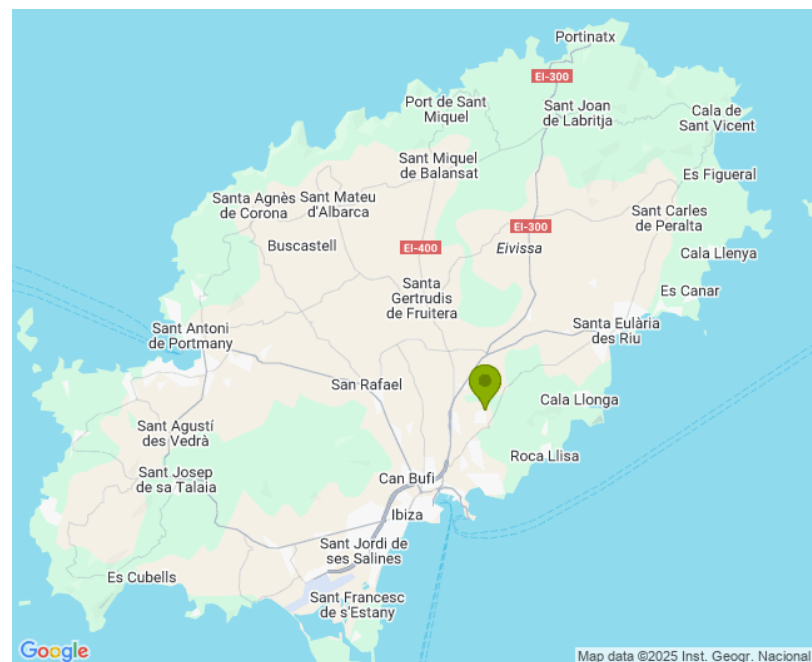 Portinatx
EI-300
Port de Sant
Miquel
Sant Joan
de Labritja
Cala de
Sant Vicent
Sant Miquel
de Balansat
Es Figueral
Santa Agnès
de Corona
Sant Mateu
d'Albarca
Sant Carles
de Peralta
EI-300
Buscastell
EI-400
Eivissa
Cala Llenya
Santa
Gertrudis
de Fruitera
Es Canar
Sant Antoni
de Portmany
Santa Eulària
des Riu
San Rafael
Cala Llonga
Sant Agustí
des Vedrà
Roca Llisa
Sant Josep
de sa Talaia
Can Bufi
Ibiza
Sant Jordi de
ses Salines
Es Cubells
Sant Francesc
de s'Estany
Google
Map data ©2025 Inst. Geogr. Nacional